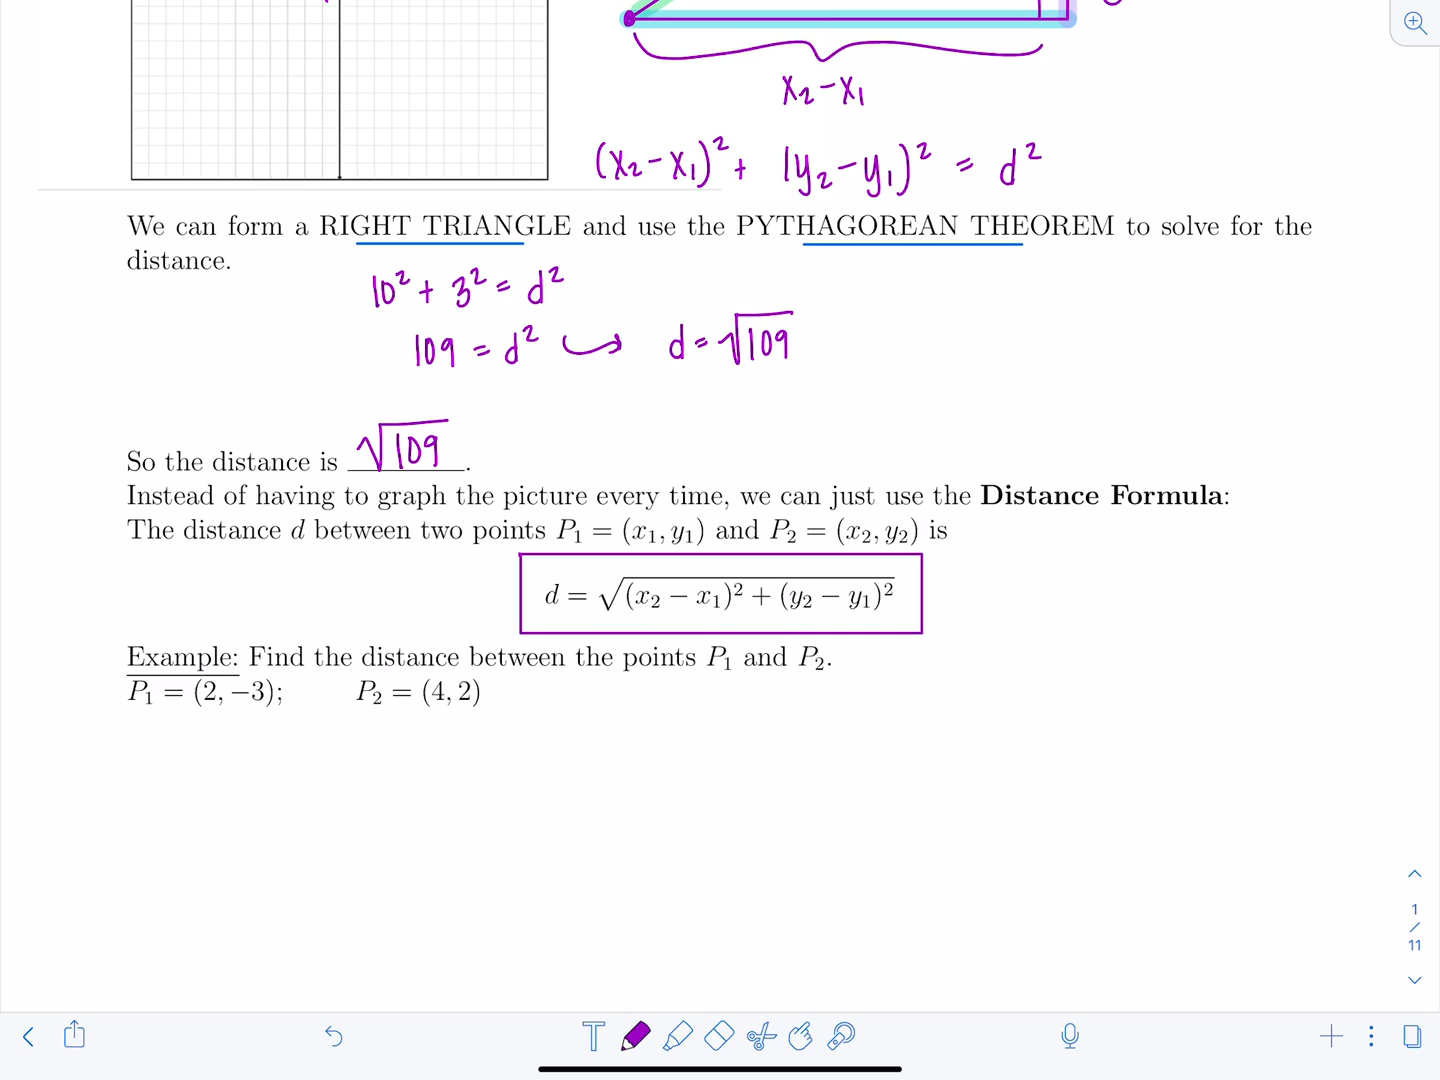 x₂-x₁
(x₂-x₁)² + (y₂-y₁)² = d²
We can form a RIGHT TRIANGLE and use the PYTHAGOREAN THEOREM to solve for the
distance.
10² + 3² = d²
109 = d² → d = √109
So the distance is √109.
Instead of having to graph the picture every time, we can just use the Distance Formula:
The distance d between two points P₁ = (x₁, y₁) and P₂ = (x₂, y₂) is
d = √(x₂ − x₁)² + (y₂ − y₁)²
Example: Find the distance between the points P₁ and P₂.
P₁ = (2, −3); P₂ = (4, 2)
1
/
11